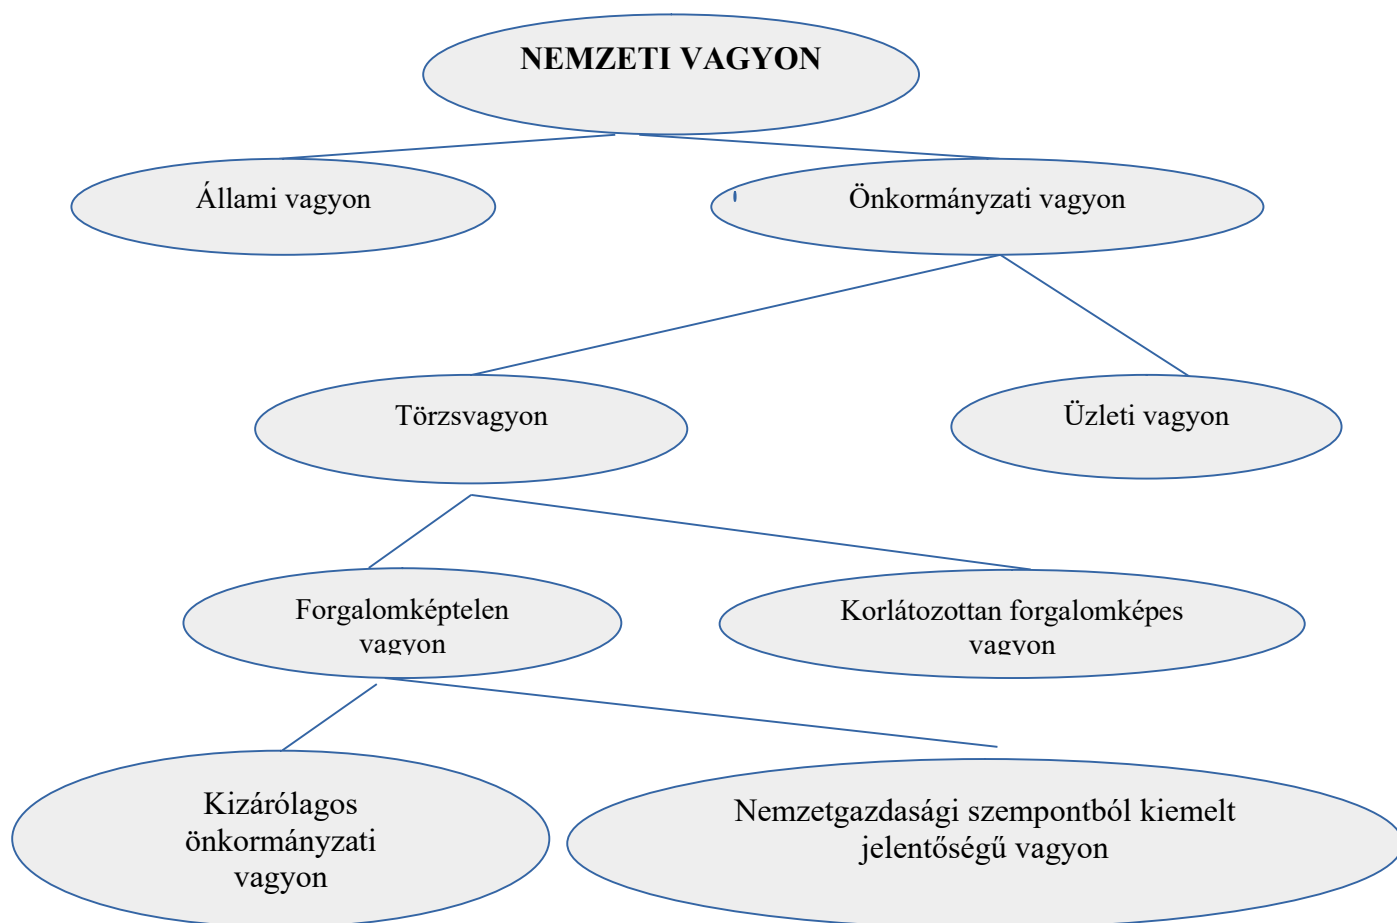 NEMZETI VAGYON
Állami vagyon
Önkormányzati vagyon
Törzsvagyon
Üzleti vagyon
Forgalomképtelen
vagyon
Korlátozottan forgalomképes
vagyon
Kizárólagos
önkormányzati
vagyon
Nemzetgazdasági szempontból kiemelt
jelentőségű vagyon